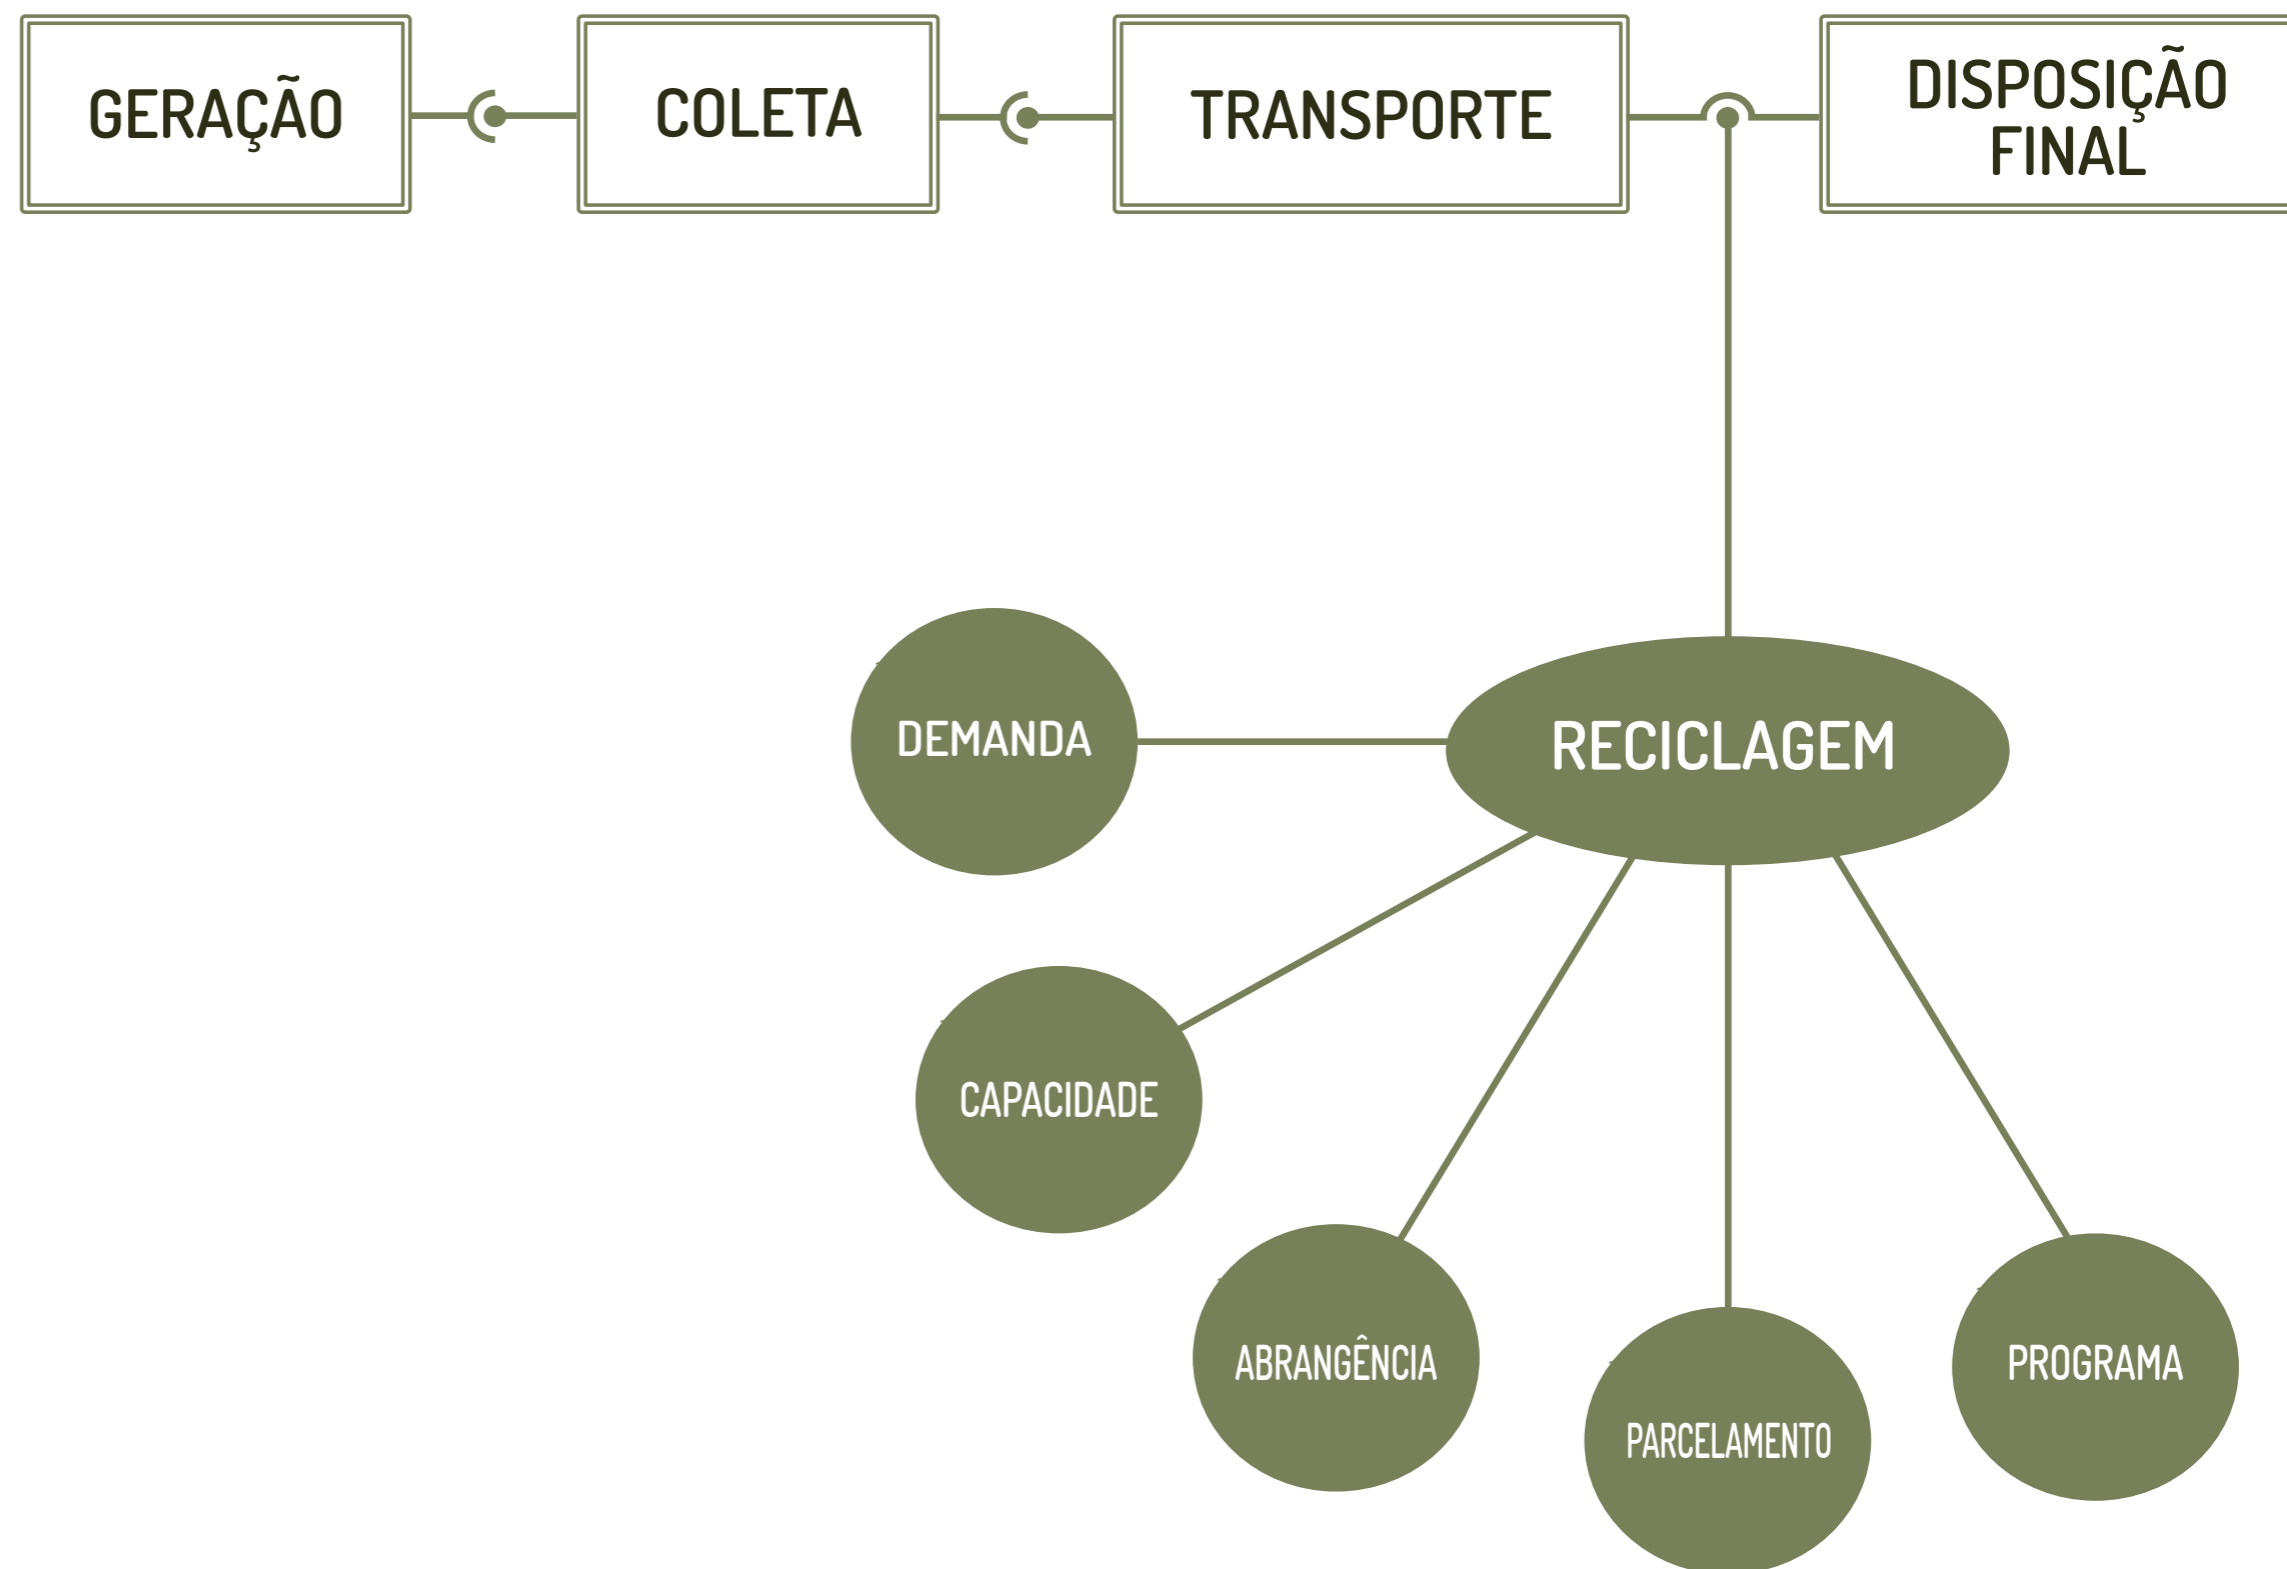 GERAÇÃO
COLETA
TRANSPORTE
DISPOSIÇÃO
FINAL
DEMANDA
RECICLAGEM
CAPACIDADE
ABRANGÊNCIA
PARCELAMENTO
PROGRAMA